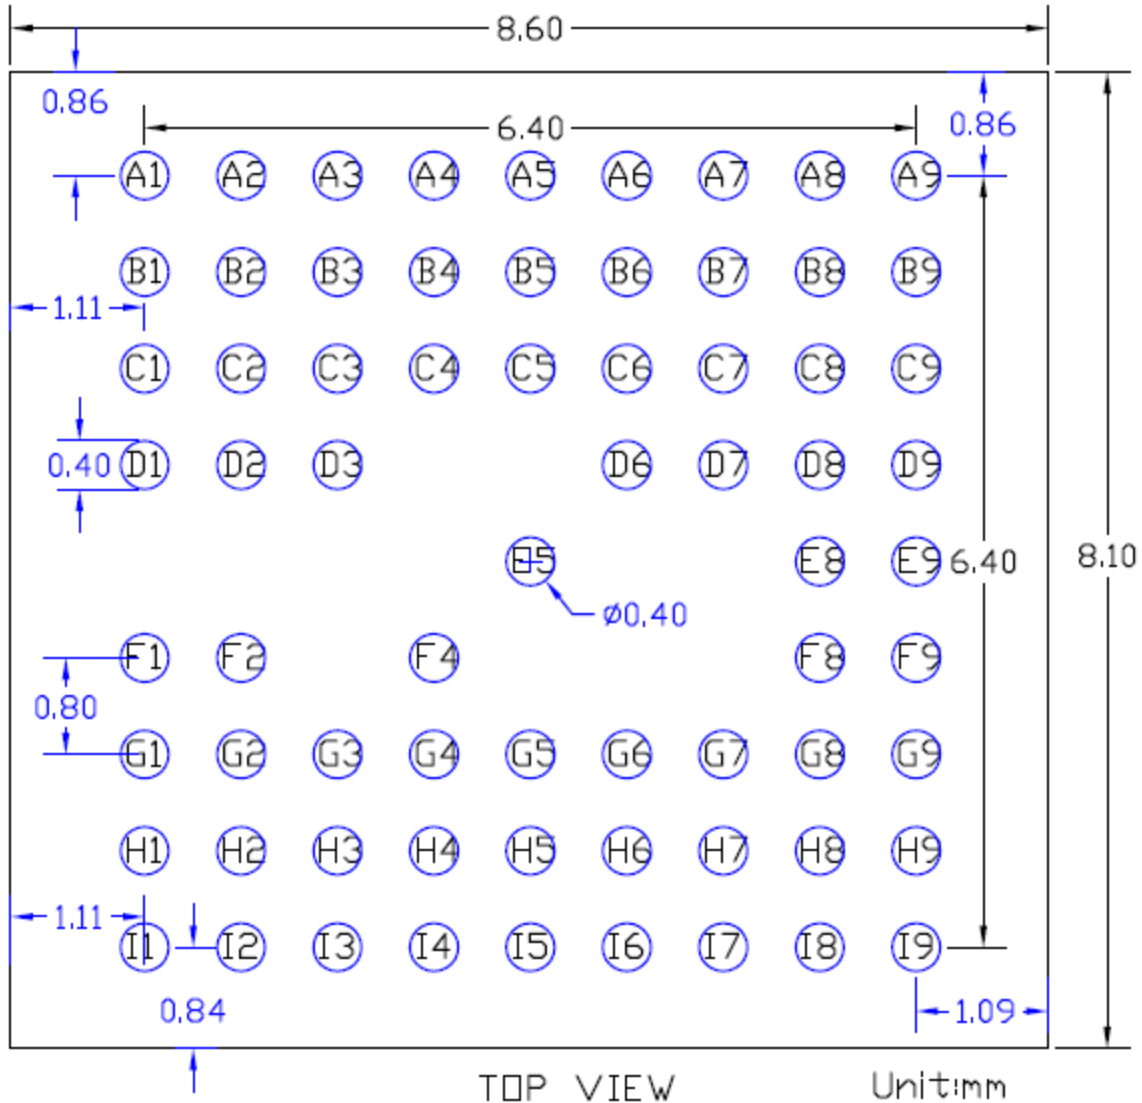 8.60
0.86
6.40
0.86
A1 A2 A3 A4 A5 A6 A7 A8 A9
B1 B2 B3 B4 B5 B6 B7 B8 B9
1.11
C1 C2 C3 C4 C5 C6 C7 C8 C9
0.40 D1 D2 D3 D6 D7 D8 D9
E5 E8 E9 6.40 8.10
Ø0.40
F1 F2 F4 F8 F9
0.80
G1 G2 G3 G4 G5 G6 G7 G8 G9
H1 H2 H3 H4 H5 H6 H7 H8 H9
1.11
I1 I2 I3 I4 I5 I6 I7 I8 I9
0.84 1.09
TOP VIEW Unit:mm